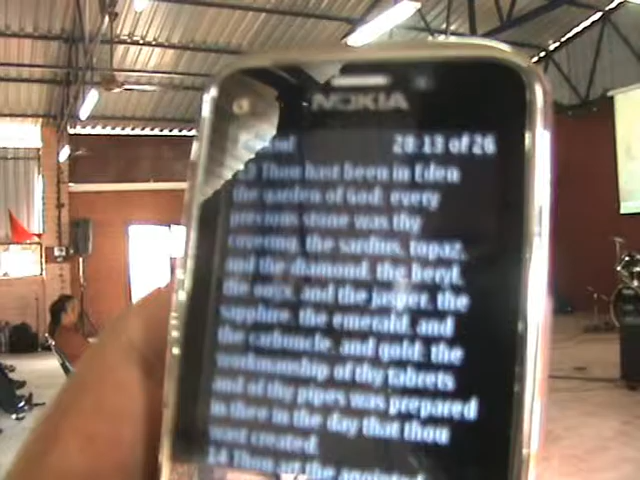 NOKIA
28:13 of 26
Thou hast been in Eden
the garden of God; every
precious stone was thy
covering, the sardius, topaz,
and the diamond, the beryl,
the onyx, and the jasper, the
sapphire, the emerald, and
the carbuncle, and gold: the
workmanship of thy tabrets
and of thy pipes was prepared
in thee in the day that thou
wast created.
14 Thou art the anointed